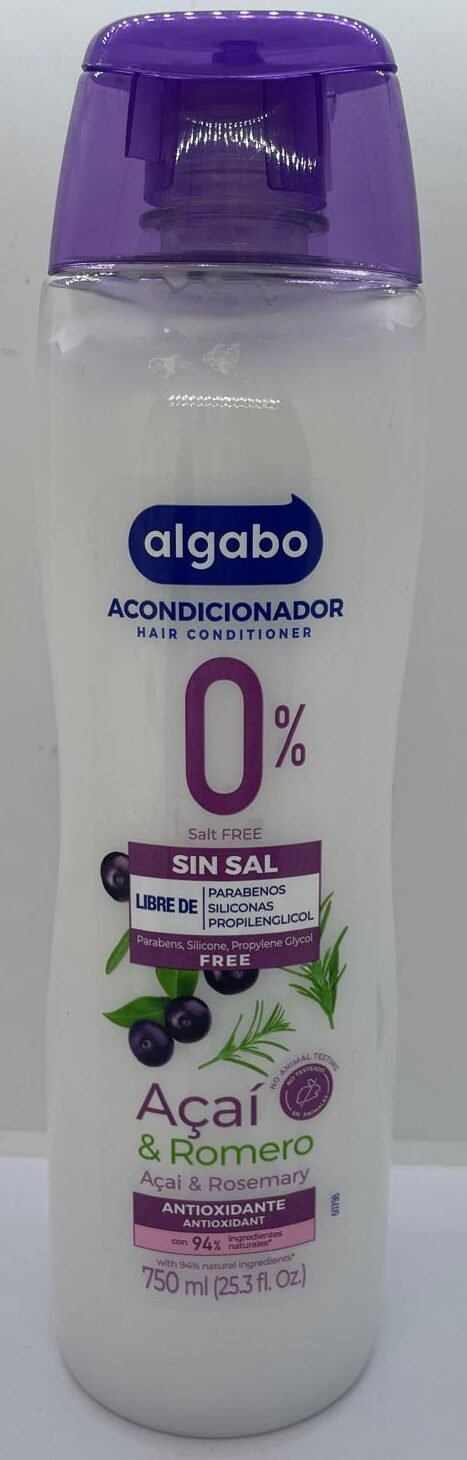 algabo
ACONDICIONADOR
HAIR CONDITIONER
0%
Salt FREE
SIN SAL
LIBRE DE
PARABENOS
SILICONAS
PROPILENGLICOL
Parabens, Silicone, Propylene Glycol
FREE
NO ANIMAL TESTING
NO TESTEADO
EN ANIMALES
Açaí
& Romero
Açai & Rosemary
ANTIOXIDANTE
ANTIOXIDANT
con 94% ingredientes
naturales*
with 94% natural ingredients*
750 ml (25.3 fl. Oz.)